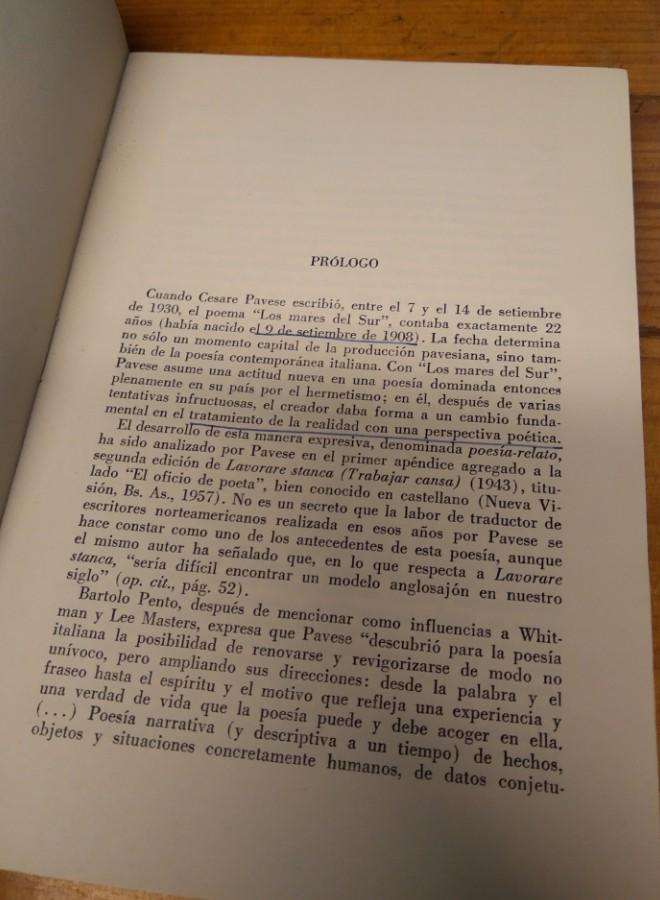 PRÓLOGO
Cuando Cesare Pavese escribió, entre el 7 y el 14 de setiembre
de 1930, el poema “Los mares del Sur”, contaba exactamente 22
años (había nacido el 9 de setiembre de 1908). La fecha determina
no sólo un momento capital de la producción pavesiana, sino tam-
bién de la poesía contemporánea italiana. Con “Los mares del Sur”,
Pavese asume una actitud nueva en una poesía dominada entonces
plenamente en su país por el hermetismo; en él, después de varias
tentativas infructuosas, el creador daba forma a un cambio funda-
mental en el tratamiento de la realidad con una perspectiva poética.
El desarrollo de esta manera expresiva, denominada poesía-relato,
ha sido analizado por Pavese en el primer apéndice agregado a la
segunda edición de Lavorare stanca (Trabajar cansa) (1943), titu-
lado “El oficio de poeta”, bien conocido en castellano (Nueva Vi-
sión, Bs. As., 1957). No es un secreto que la labor de traductor de
escritores norteamericanos realizada en esos años por Pavese se
hace constar como uno de los antecedentes de esta poesía, aunque
el mismo autor ha señalado que, en lo que respecta a Lavorare
stanca, “sería difícil encontrar un modelo anglosajón en nuestro
siglo” (op. cit., pág. 52).
Bartolo Pento, después de mencionar como influencias a Whit-
man y Lee Masters, expresa que Pavese “descubrió para la poesía
italiana la posibilidad de renovarse y revigorizarse de modo no
unívoco, pero ampliando sus direcciones: desde la palabra y el
fraseo hasta el espíritu y el motivo que refleja una experiencia y
una verdad de vida que la poesía puede y debe acoger en ella.
(...) Poesía narrativa (y descriptiva a un tiempo) de hechos,
objetos y situaciones concretamente humanos, de datos conjetu-